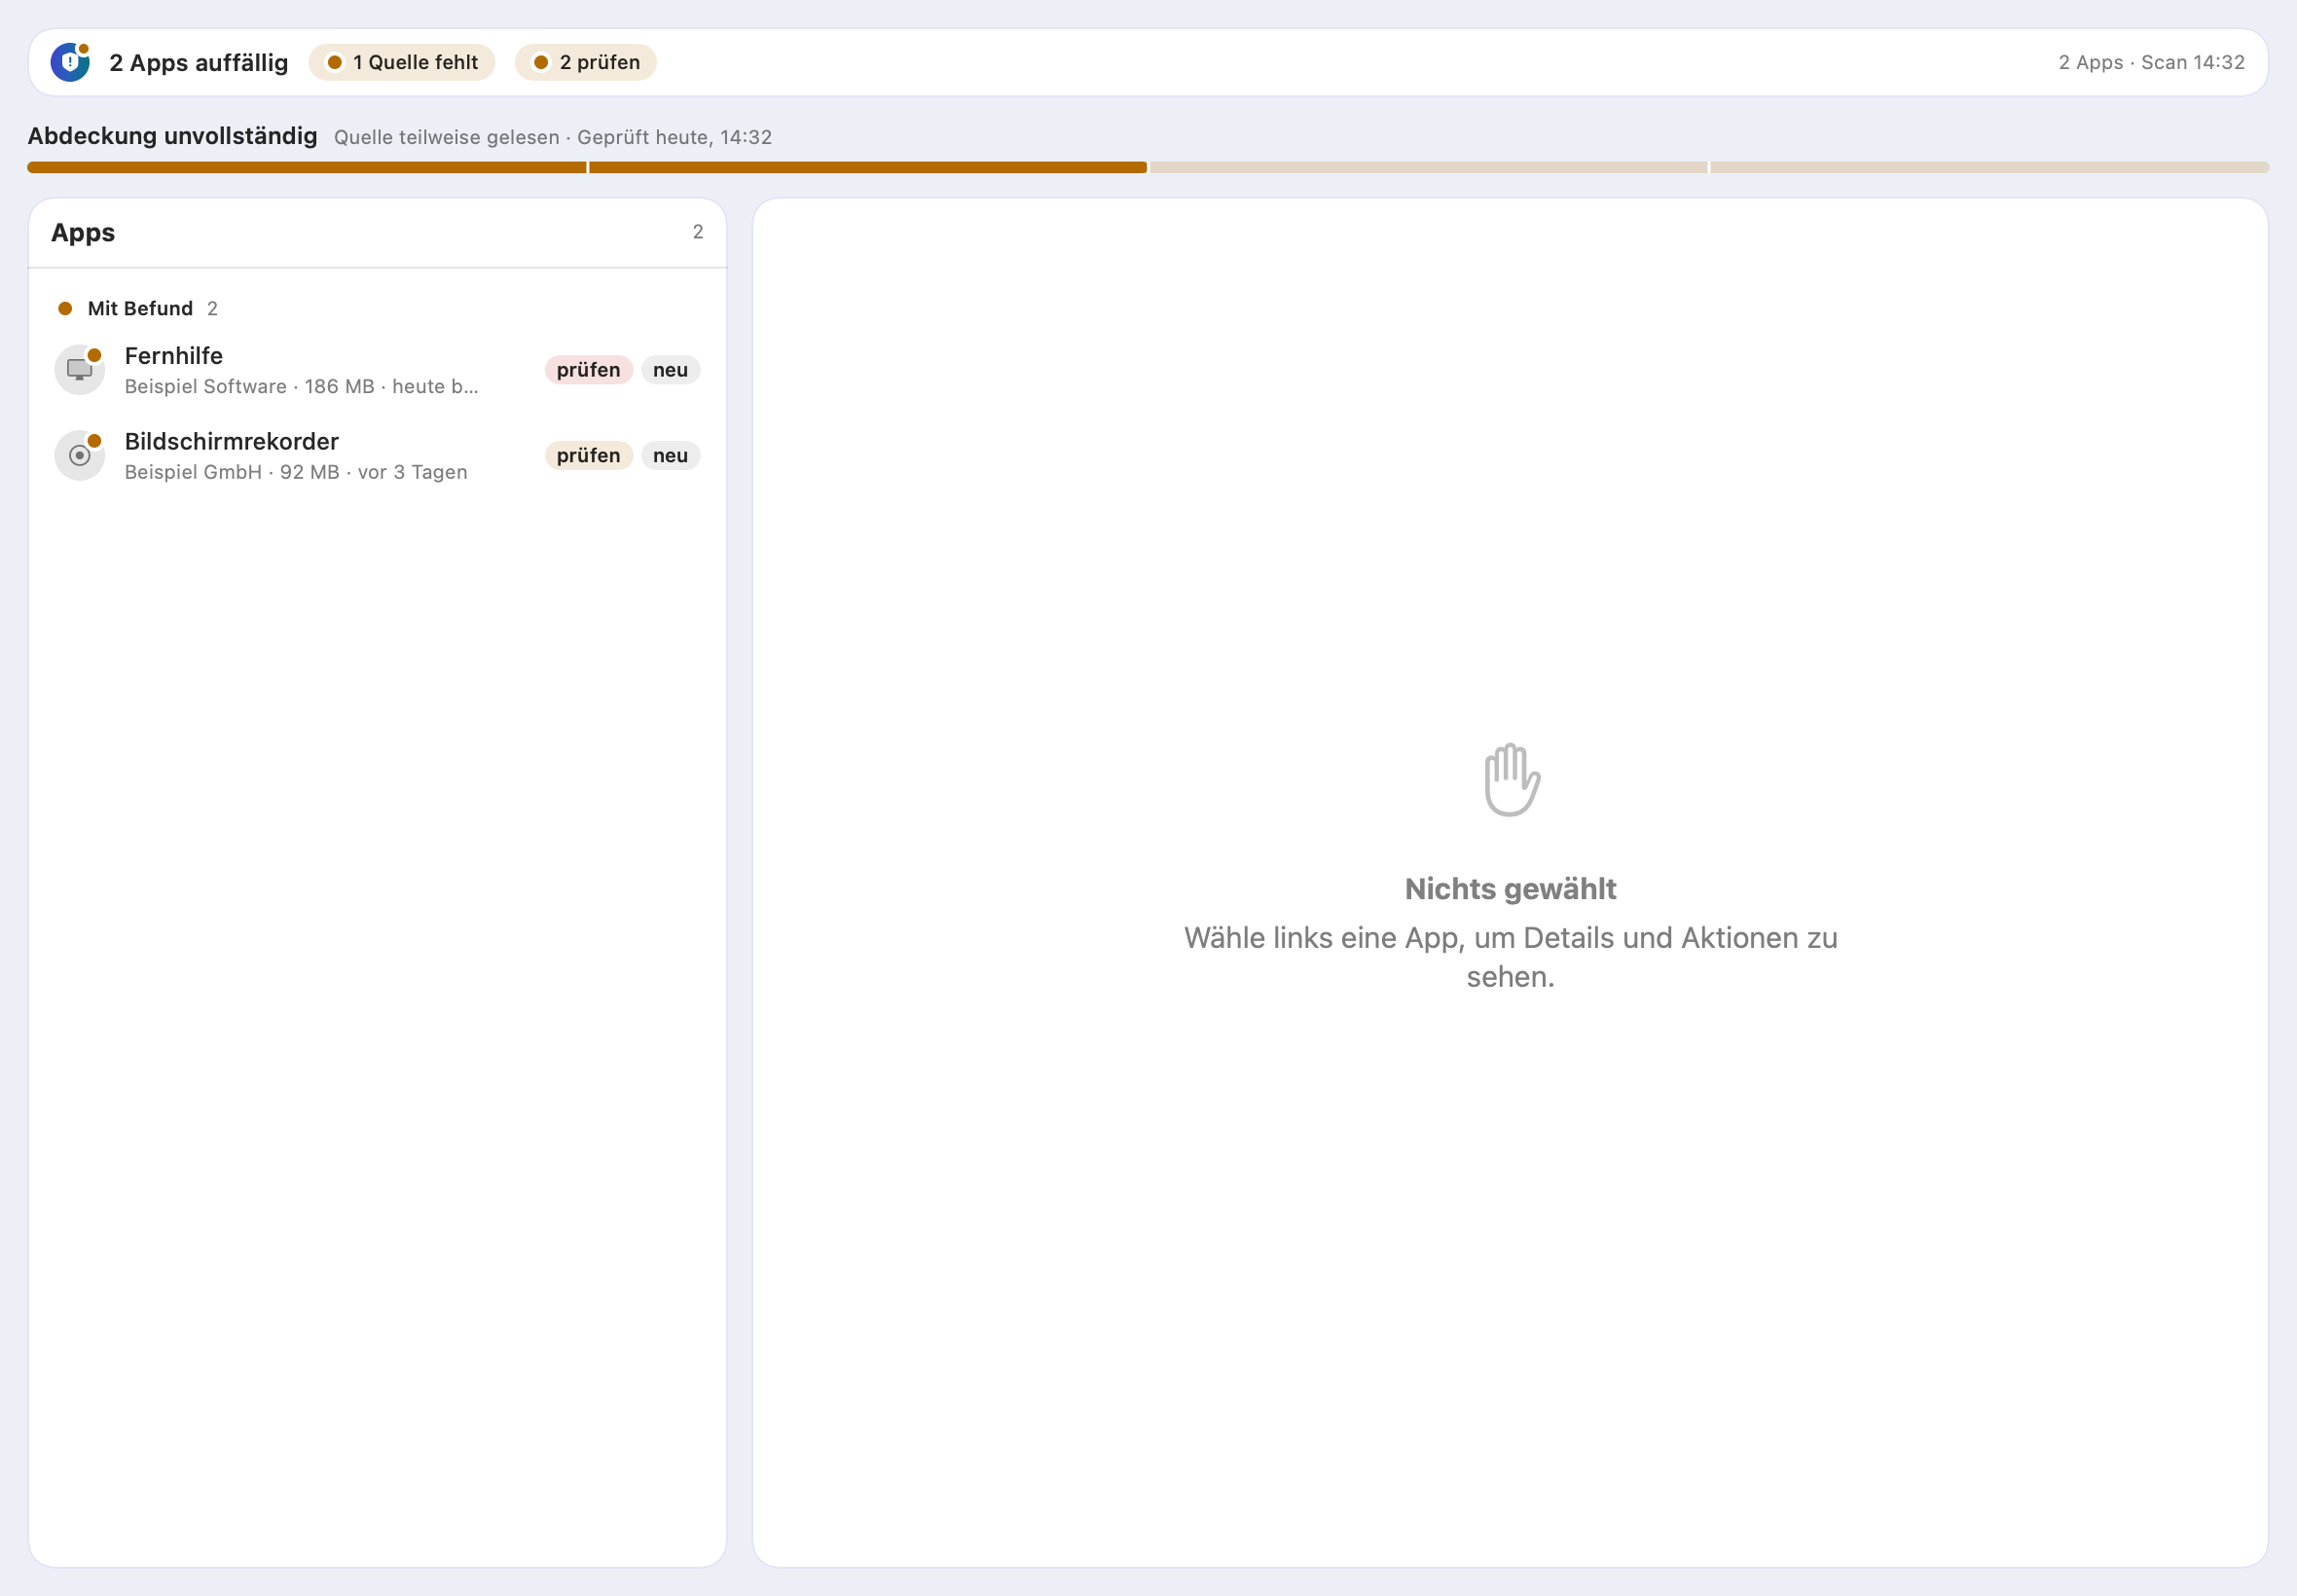 2 Apps auffällig
1 Quelle fehlt
2 prüfen
2 Apps · Scan 14:32
Abdeckung unvollständig
Quelle teilweise gelesen · Geprüft heute, 14:32
Apps
2
Mit Befund 2
Fernhilfe
Beispiel Software · 186 MB · heute b…
prüfen
neu
Bildschirmrekorder
Beispiel GmbH · 92 MB · vor 3 Tagen
prüfen
neu
Nichts gewählt
Wähle links eine App, um Details und Aktionen zu
sehen.